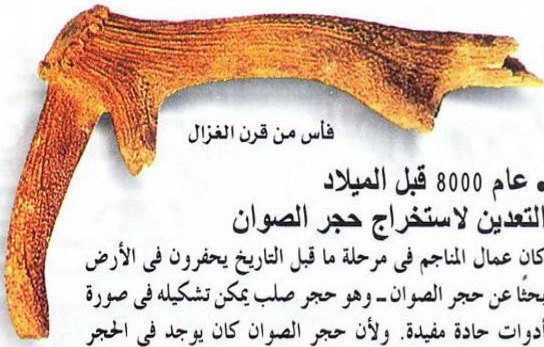 فأس من قرن الغزال
• عام 8000 قبل الميلاد
التعدين لاستخراج حجر الصوان
كان عمال المناجم فى مرحلة ما قبل التاريخ يحفرون فى الأرض
بحثًا عن حجر الصوان ـ وهو حجر صلب يمكن تشكيله فى صورة
أدوات حادة مفيدة. ولأن حجر الصوان كان يوجد فى الحجر